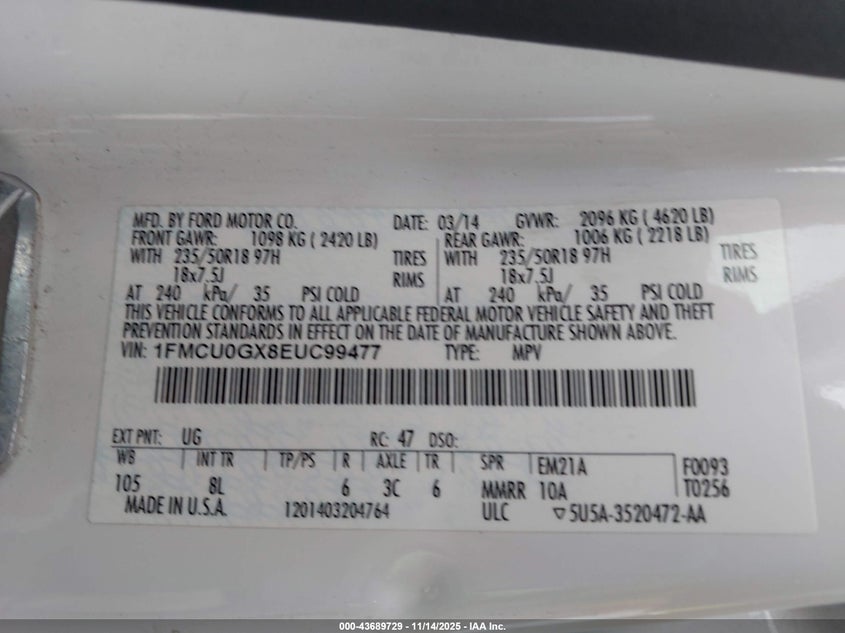 MFD. BY FORD MOTOR CO. DATE: 03/14 GVWR: 2096 KG ( 4620 LB)
FRONT GAWR: 1098 KG ( 2420 LB) REAR GAWR: 1006 KG ( 2218 LB)
WITH 235/50R18 97H TIRES WITH 235/50R18 97H TIRES
18x7.5J RIMS 18x7.5J RIMS
AT 240 kPa/ 35 PSI COLD AT 240 kPa/ 35 PSI COLD
THIS VEHICLE CONFORMS TO ALL APPLICABLE FEDERAL MOTOR VEHICLE SAFETY AND THEFT
PREVENTION STANDARDS IN EFFECT ON THE DATE OF MANUFACTURE SHOWN ABOVE.
VIN: 1FMCU0GX8EUC99477 TYPE: MPV
EXT PNT: UG RC: 47 DSO:
WB INT TR TP/PS R AXLE TR SPR EM21A F0093
105 8L 6 3C 6 MMRR 10A T0256
MADE IN U.S.A. 1201403204764 ULC ▽5U5A-3520472-AA
000-43689729 - 11/14/2025 - IAA Inc.